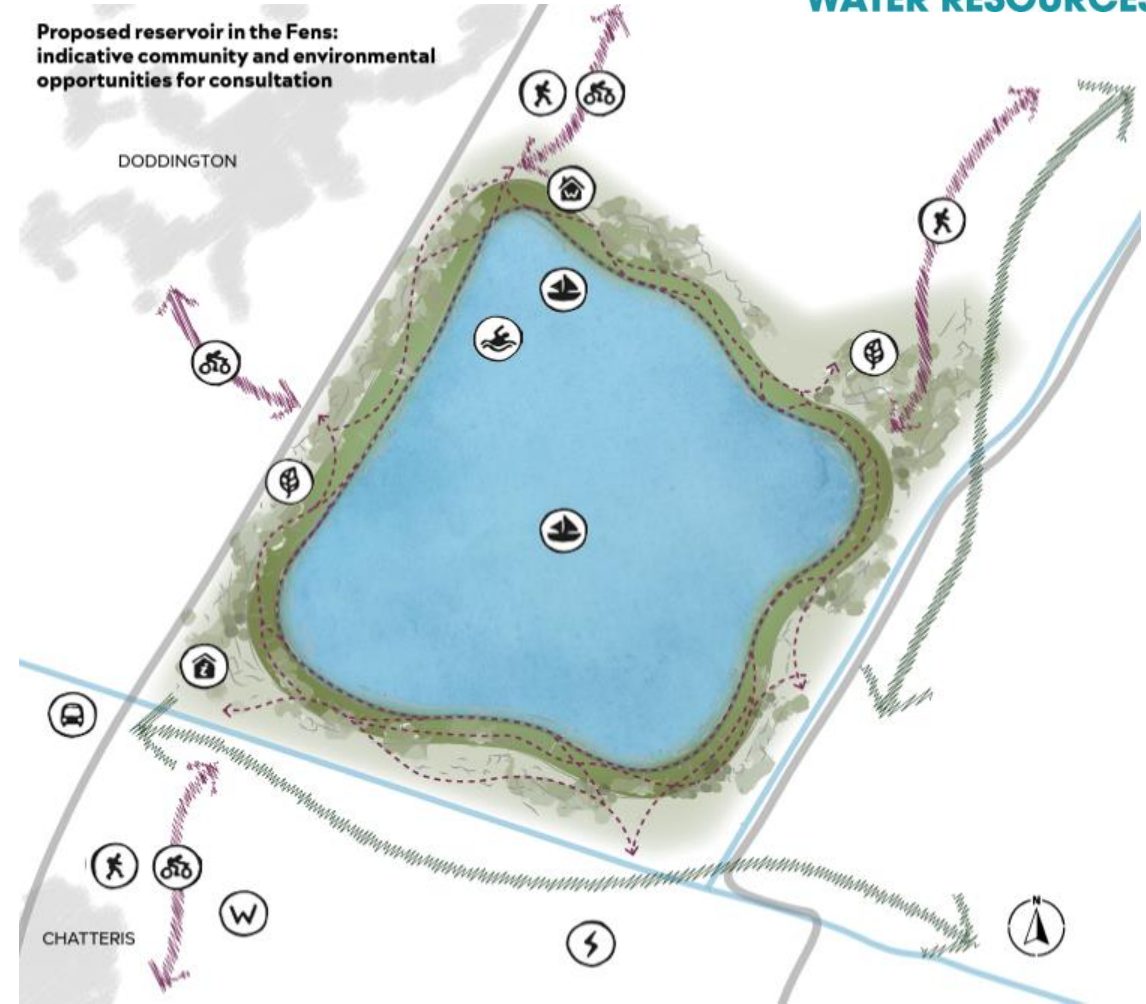 WATER RESOURCES
Proposed reservoir in the Fens:
indicative community and environmental
opportunities for consultation
DODDINGTON
W
W
CHATTERIS
N